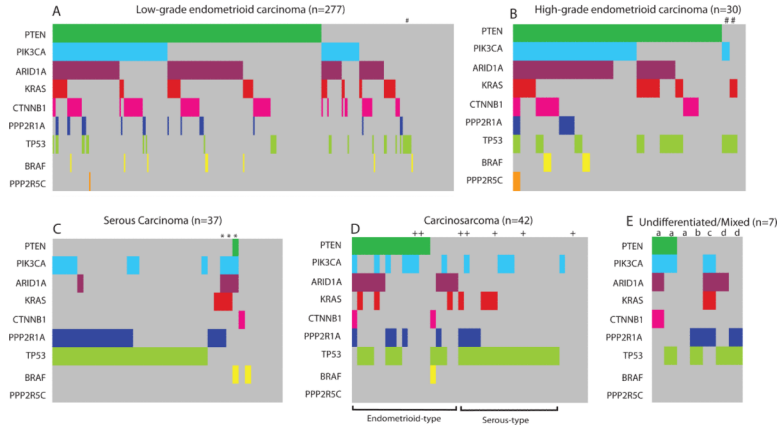 A Low-grade endometrioid carcinoma (n=277)
#
PTEN
PIK3CA
ARID1A
KRAS
CTNNB1
PPP2R1A
TP53
BRAF
PPP2R5C
B High-grade endometrioid carcinoma (n=30)
# #
PTEN
PIK3CA
ARID1A
KRAS
CTNNB1
PPP2R1A
TP53
BRAF
PPP2R5C
C Serous Carcinoma (n=37)
* * *
PTEN
PIK3CA
ARID1A
KRAS
CTNNB1
PPP2R1A
TP53
BRAF
PPP2R5C
D Carcinosarcoma (n=42)
++ ++ + + +
PTEN
PIK3CA
ARID1A
KRAS
CTNNB1
PPP2R1A
TP53
BRAF
PPP2R5C
Endometrioid-type Serous-type
E Undifferentiated/Mixed (n=7)
a a a b c d d
PTEN
PIK3CA
ARID1A
KRAS
CTNNB1
PPP2R1A
TP53
BRAF
PPP2R5C